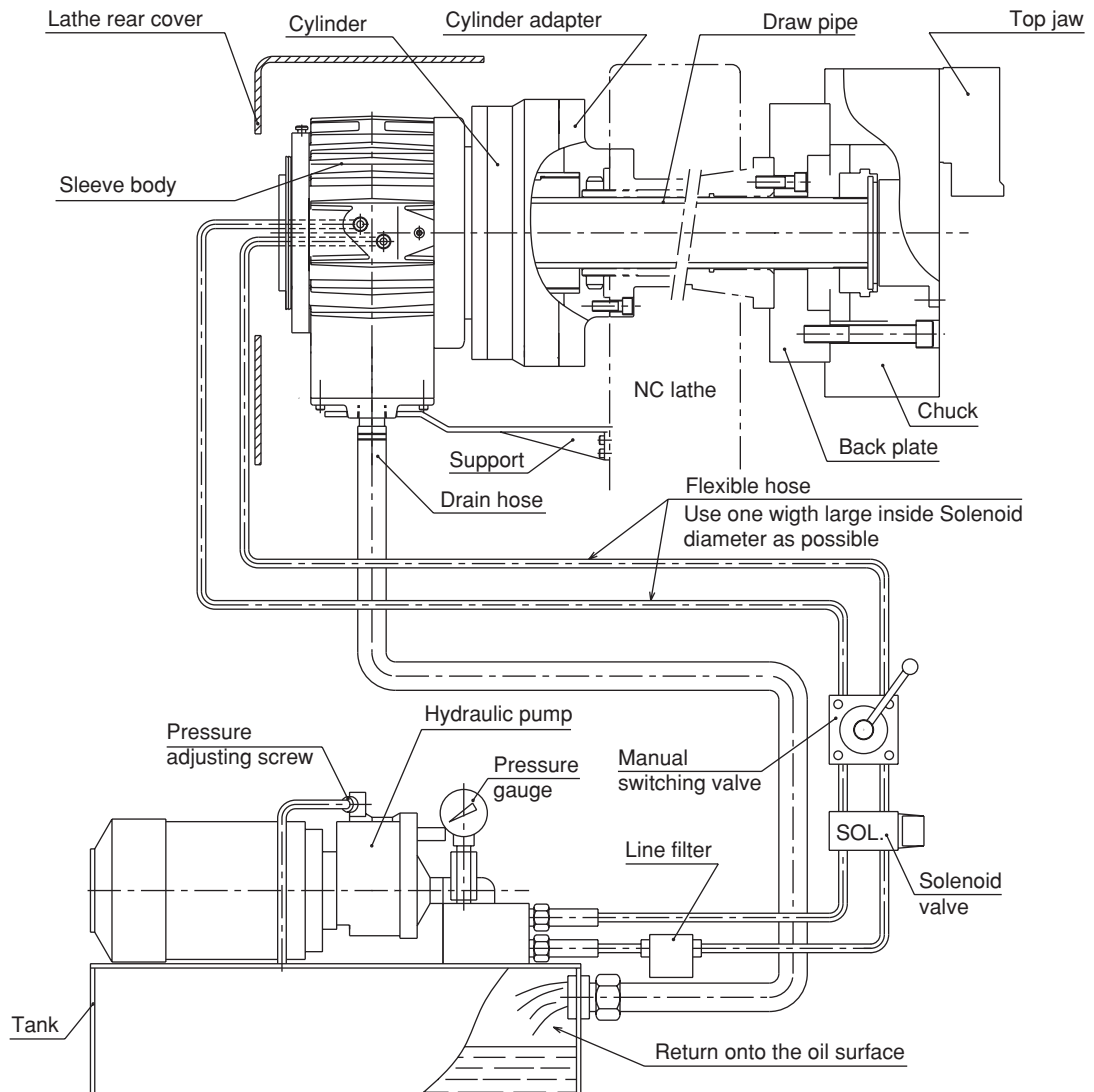 Lathe rear cover
Cylinder
Cylinder adapter
Draw pipe
Top jaw
Sleeve body
NC lathe
Chuck
Back plate
Support
Drain hose
Flexible hose
Use one wigth large inside Solenoid
diameter as possible
Hydraulic pump
Pressure
adjusting screw
Pressure
gauge
Manual
switching valve
SOL.
Line filter
Solenoid
valve
Tank
Return onto the oil surface